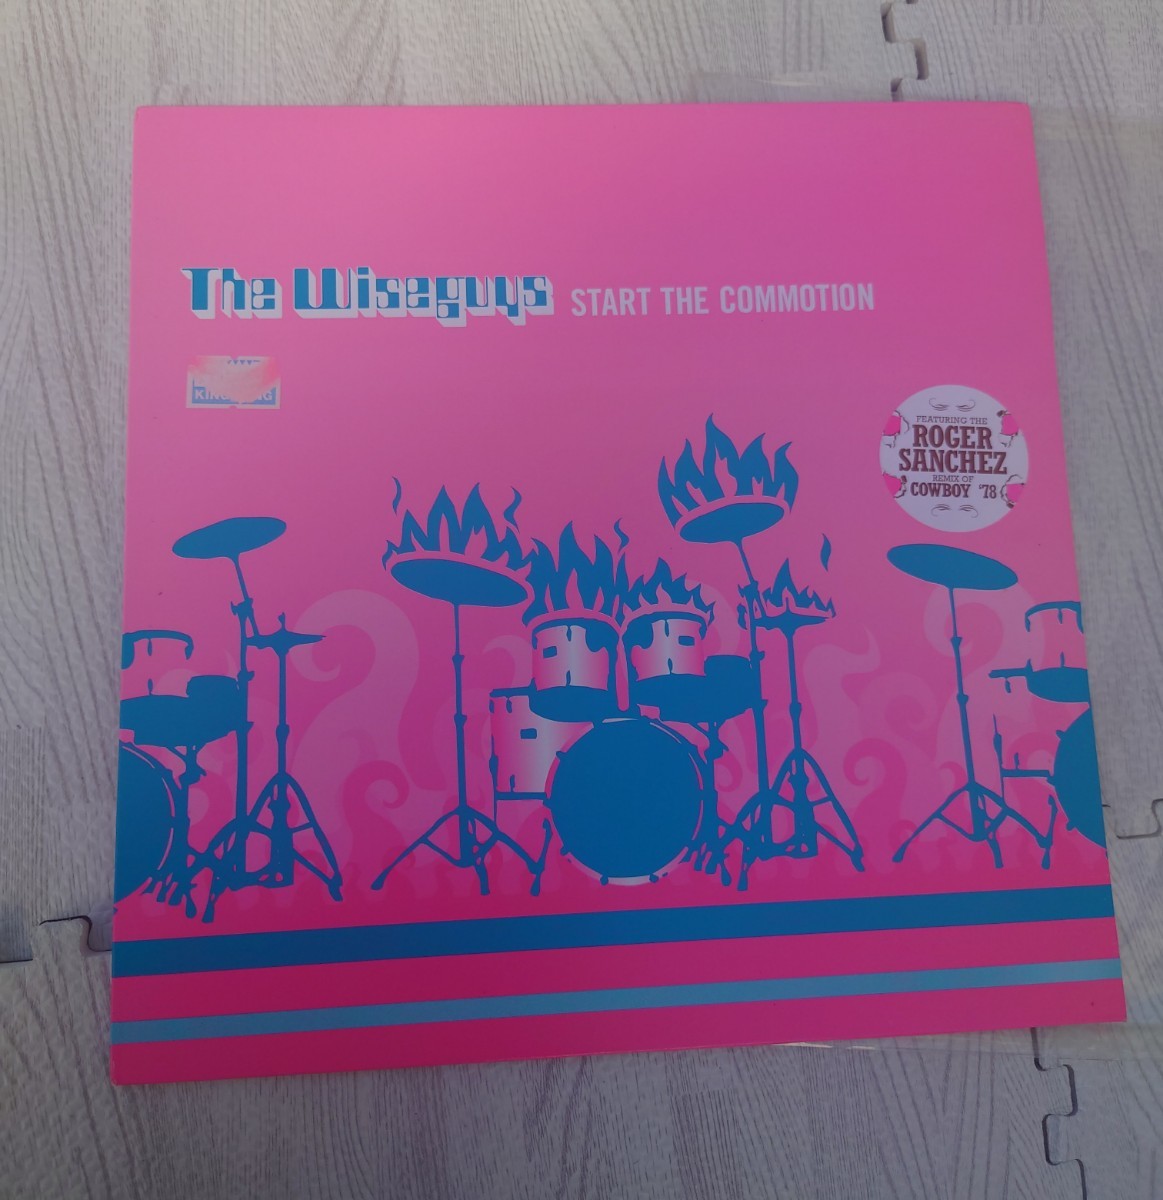 The Wiseguys START THE COMMOTION
FEATURING THE
ROGER
SANCHEZ
REMIX OF
COWBOY '78